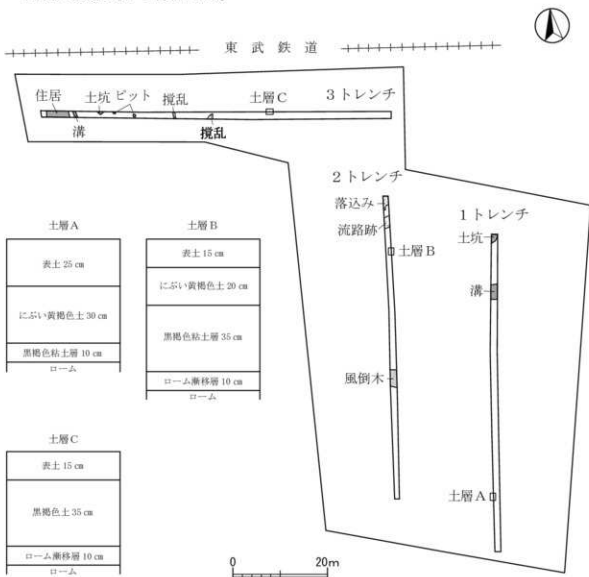 東武鉄道
住居
土坑 ピット
攪乱
土層C
3トレンチ
溝
攪乱
2トレンチ
落込み
流路跡
土層B
風倒木
1トレンチ
土坑
溝
土層A
土層A
表土 25 cm
にぶい黄褐色土 30 cm
黒褐色粘土層 10 cm
ローム
土層B
表土 15 cm
にぶい黄褐色土 20 cm
黒褐色粘土層 35 cm
ローム漸移層 10 cm
ローム
土層C
表土 15 cm
黒褐色土 35 cm
ローム漸移層 10 cm
ローム
0 20m